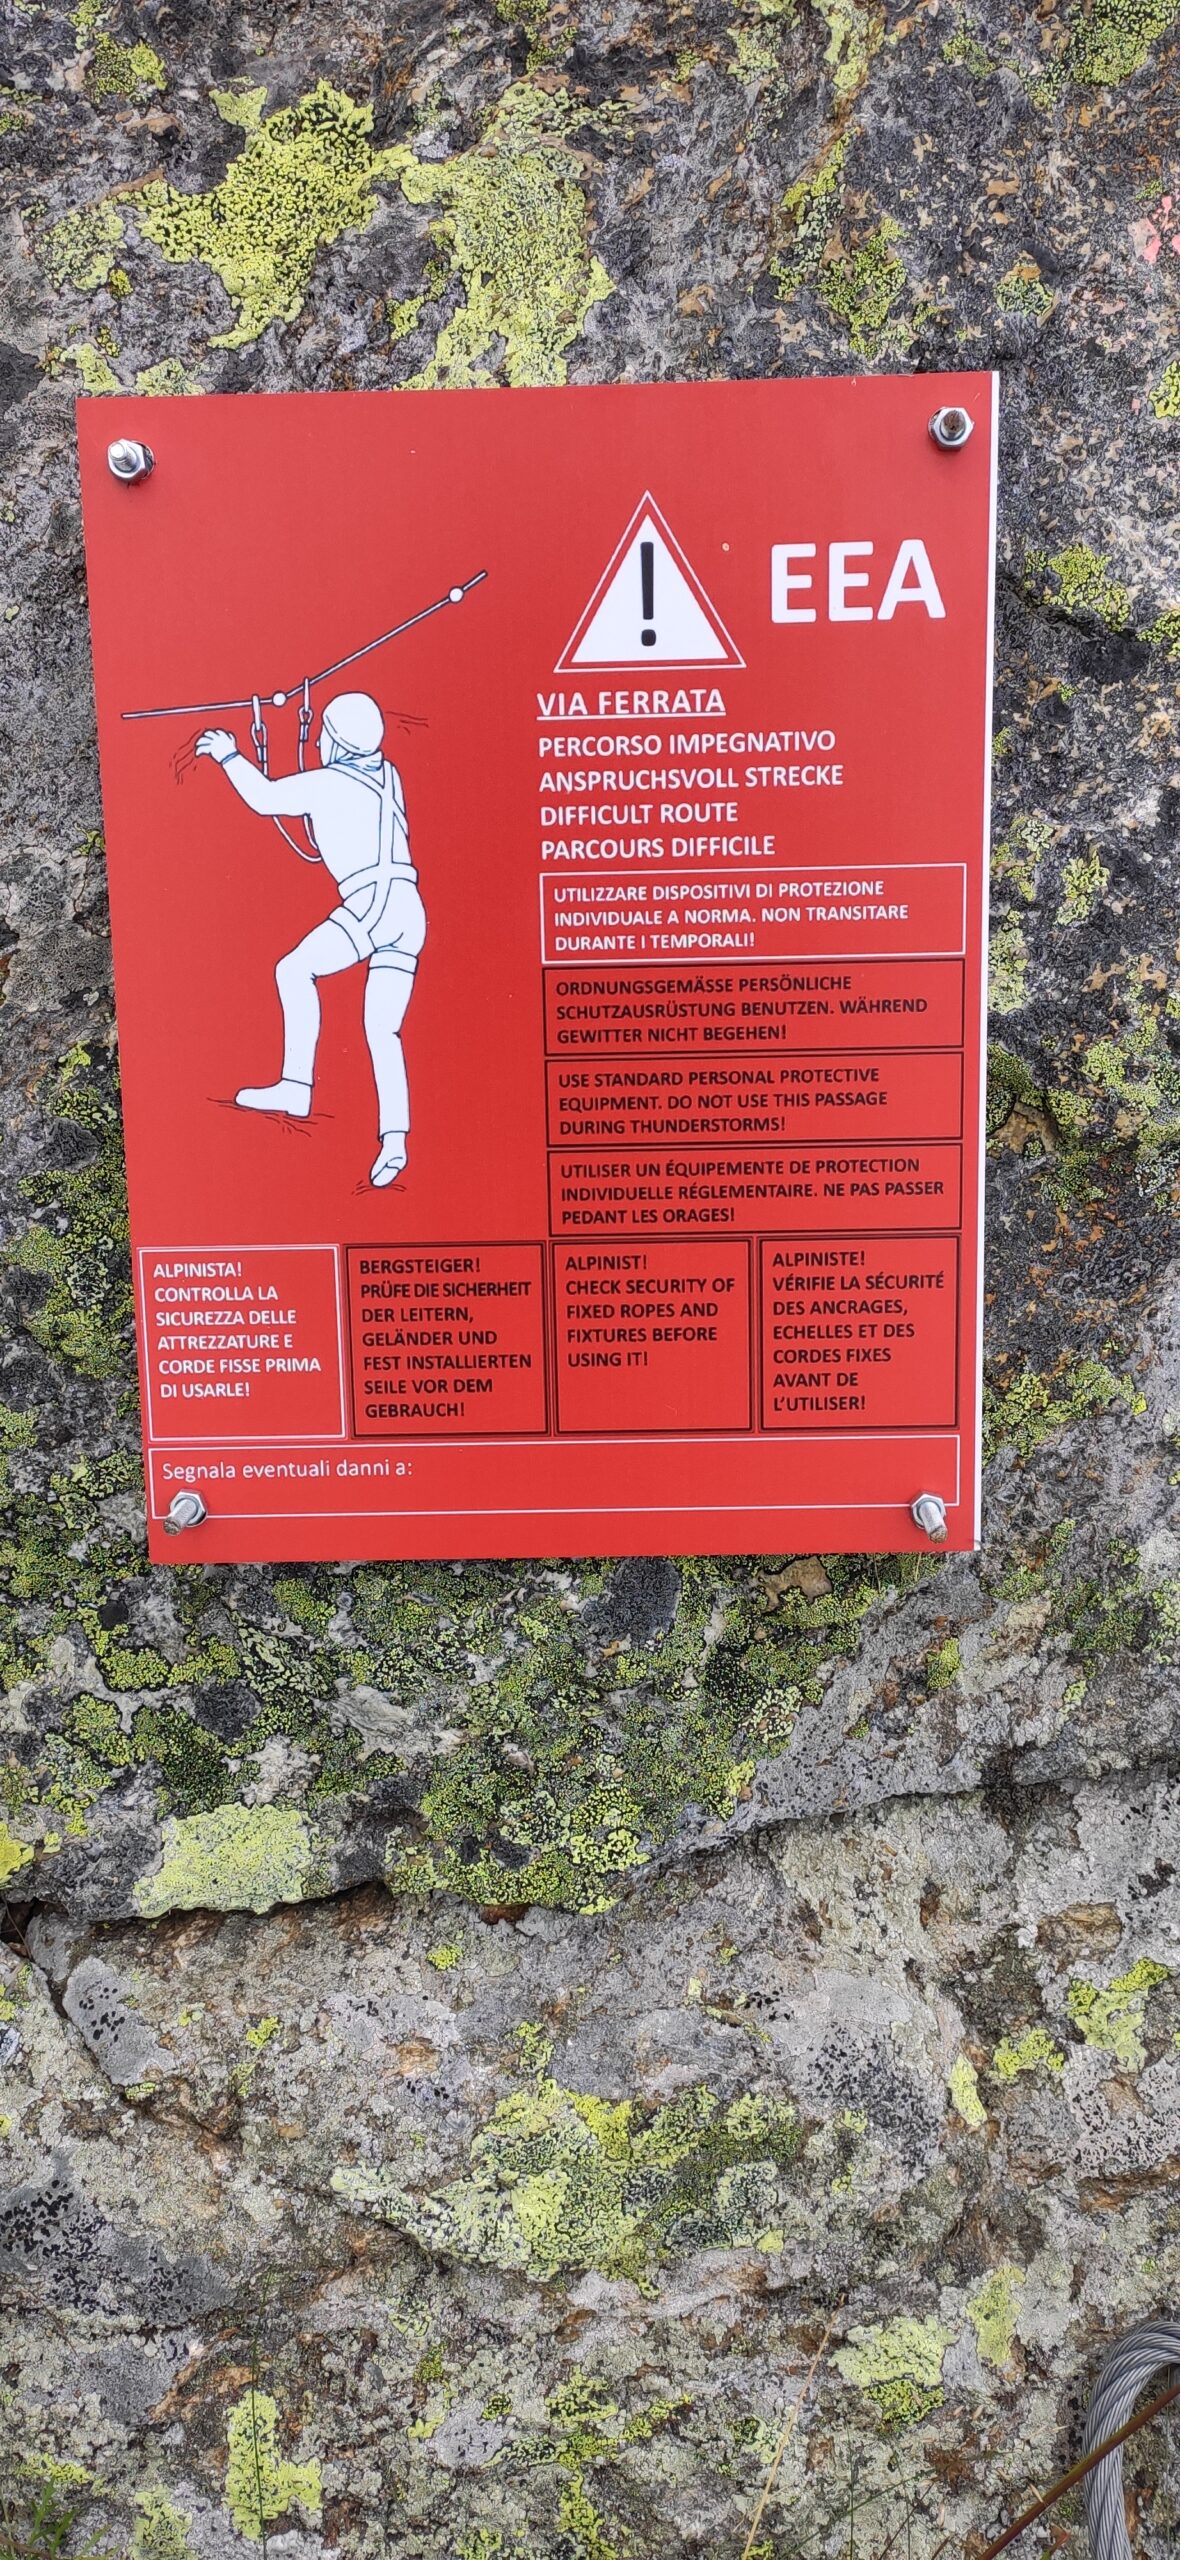 !
EEA
VIA FERRATA
PERCORSO IMPEGNATIVO
ANSPRUCHSVOLL STRECKE
DIFFICULT ROUTE
PARCOURS DIFFICILE
UTILIZZARE DISPOSITIVI DI PROTEZIONE
INDIVIDUALE A NORMA. NON TRANSITARE
DURANTE I TEMPORALI!
ORDNUNGSGEMÄSSE PERSÖNLICHE
SCHUTZAUSRÜSTUNG BENUTZEN. WÄHREND
GEWITTER NICHT BEGEHEN!
USE STANDARD PERSONAL PROTECTIVE
EQUIPMENT. DO NOT USE THIS PASSAGE
DURING THUNDERSTORMS!
UTILISER UN ÉQUIPEMENTE DE PROTECTION
INDIVIDUELLE RÉGLEMENTAIRE. NE PAS PASSER
PEDANT LES ORAGES!
ALPINISTA!
CONTROLLA LA
SICUREZZA DELLE
ATTREZZATURE E
CORDE FISSE PRIMA
DI USARLE!
BERGSTEIGER!
PRÜFE DIE SICHERHEIT
DER LEITERN,
GELÄNDER UND
FEST INSTALLIERTEN
SEILE VOR DEM
GEBRAUCH!
ALPINIST!
CHECK SECURITY OF
FIXED ROPES AND
FIXTURES BEFORE
USING IT!
ALPINISTE!
VÉRIFIE LA SÉCURITÉ
DES ANCRAGES,
ECHELLES ET DES
CORDES FIXES
AVANT DE
L'UTILISER!
Segnala eventuali danni a: